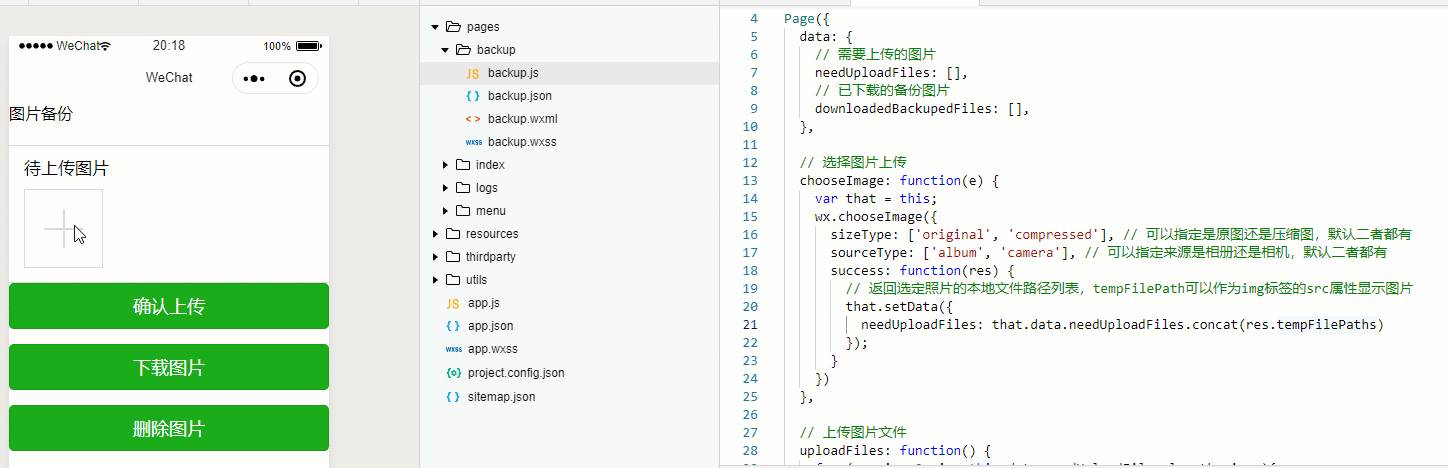 WeChat 20:18 100%
WeChat
图片备份
待上传图片
确认上传
下载图片
删除图片
pages
backup
JS backup.js
{ } backup.json
< > backup.wxml
wxss backup.wxss
index
logs
menu
resources
thirdparty
utils
JS app.js
{ } app.json
wxss app.wxss
{o} project.config.json
{ } sitemap.json
4 Page({
5 data: {
6 // 需要上传的图片
7 needUploadFiles: [],
8 // 已下载的备份图片
9 downloadedBackupedFiles: [],
10 },
11
12 // 选择图片上传
13 chooseImage: function(e) {
14 var that = this;
15 wx.chooseImage({
16 sizeType: ['original', 'compressed'], // 可以指定是原图还是压缩图，默认二者都有
17 sourceType: ['album', 'camera'], // 可以指定来源是相册还是相机，默认二者都有
18 success: function(res) {
19 // 返回选定照片的本地文件路径列表，tempFilePath可以作为img标签的src属性显示图片
20 that.setData({
21 needUploadFiles: that.data.needUploadFiles.concat(res.tempFilePaths)
22 });
23 }
24 })
25 },
26
27 // 上传图片文件
28 uploadFiles: function() {